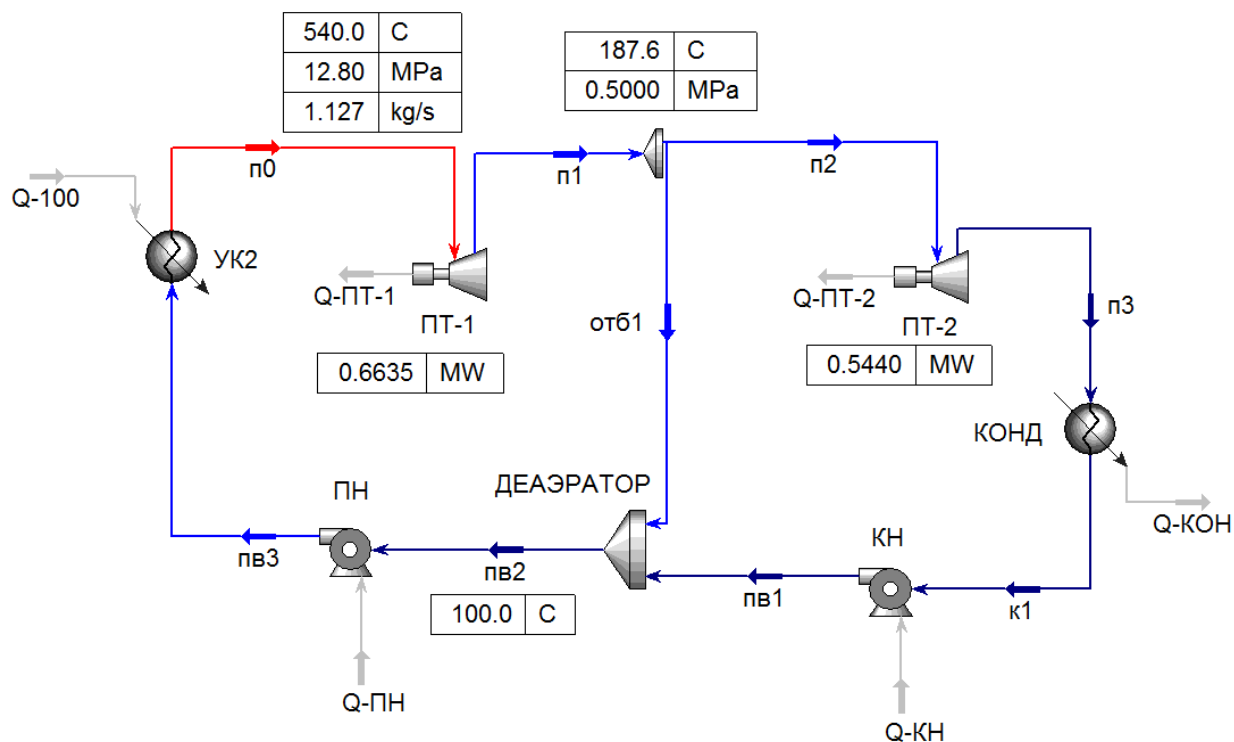 540.0 C
12.80 MPa
1.127 kg/s
187.6 C
0.5000 MPa
п0
п1
п2
Q-100
УК2
Q-ПТ-1
ПТ-1
0.6635 MW
отб1
Q-ПТ-2
ПТ-2
0.5440 MW
п3
КОНД
Q-КОН
ПН
ДЕАЭРАТОР
КН
пв3
пв2
пв1
к1
100.0 C
Q-ПН
Q-КН